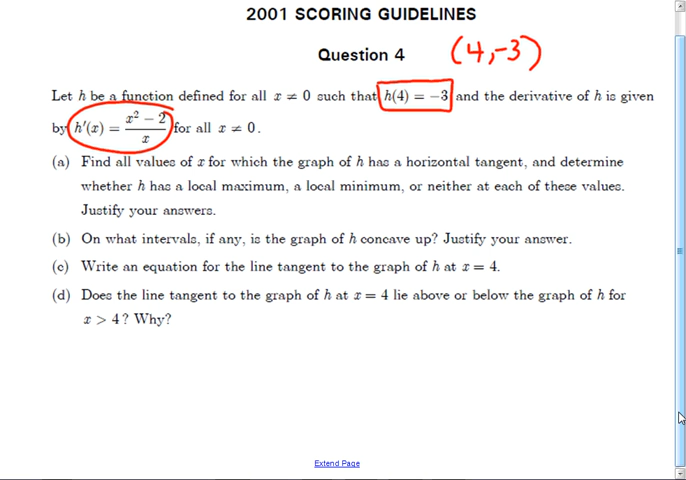 2001 SCORING GUIDELINES
Question 4 (4,-3)
Let h be a function defined for all x ≠ 0 such that h(4) = −3 and the derivative of h is given
by h′(x) = (x² − 2)/x for all x ≠ 0.
(a) Find all values of x for which the graph of h has a horizontal tangent, and determine
whether h has a local maximum, a local minimum, or neither at each of these values.
Justify your answers.
(b) On what intervals, if any, is the graph of h concave up? Justify your answer.
(c) Write an equation for the line tangent to the graph of h at x = 4.
(d) Does the line tangent to the graph of h at x = 4 lie above or below the graph of h for
x > 4? Why?
Extend Page